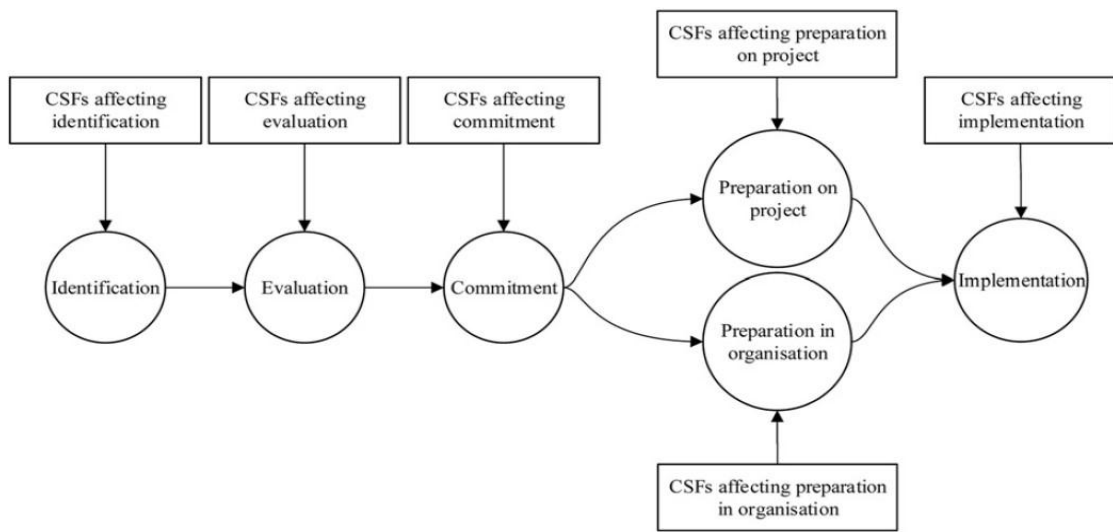 CSFs affecting preparation
on project
CSFs affecting
identification
CSFs affecting
evaluation
CSFs affecting
commitment
CSFs affecting
implementation
Preparation on
project
Identification
Evaluation
Commitment
Implementation
Preparation in
organisation
CSFs affecting preparation
in organisation